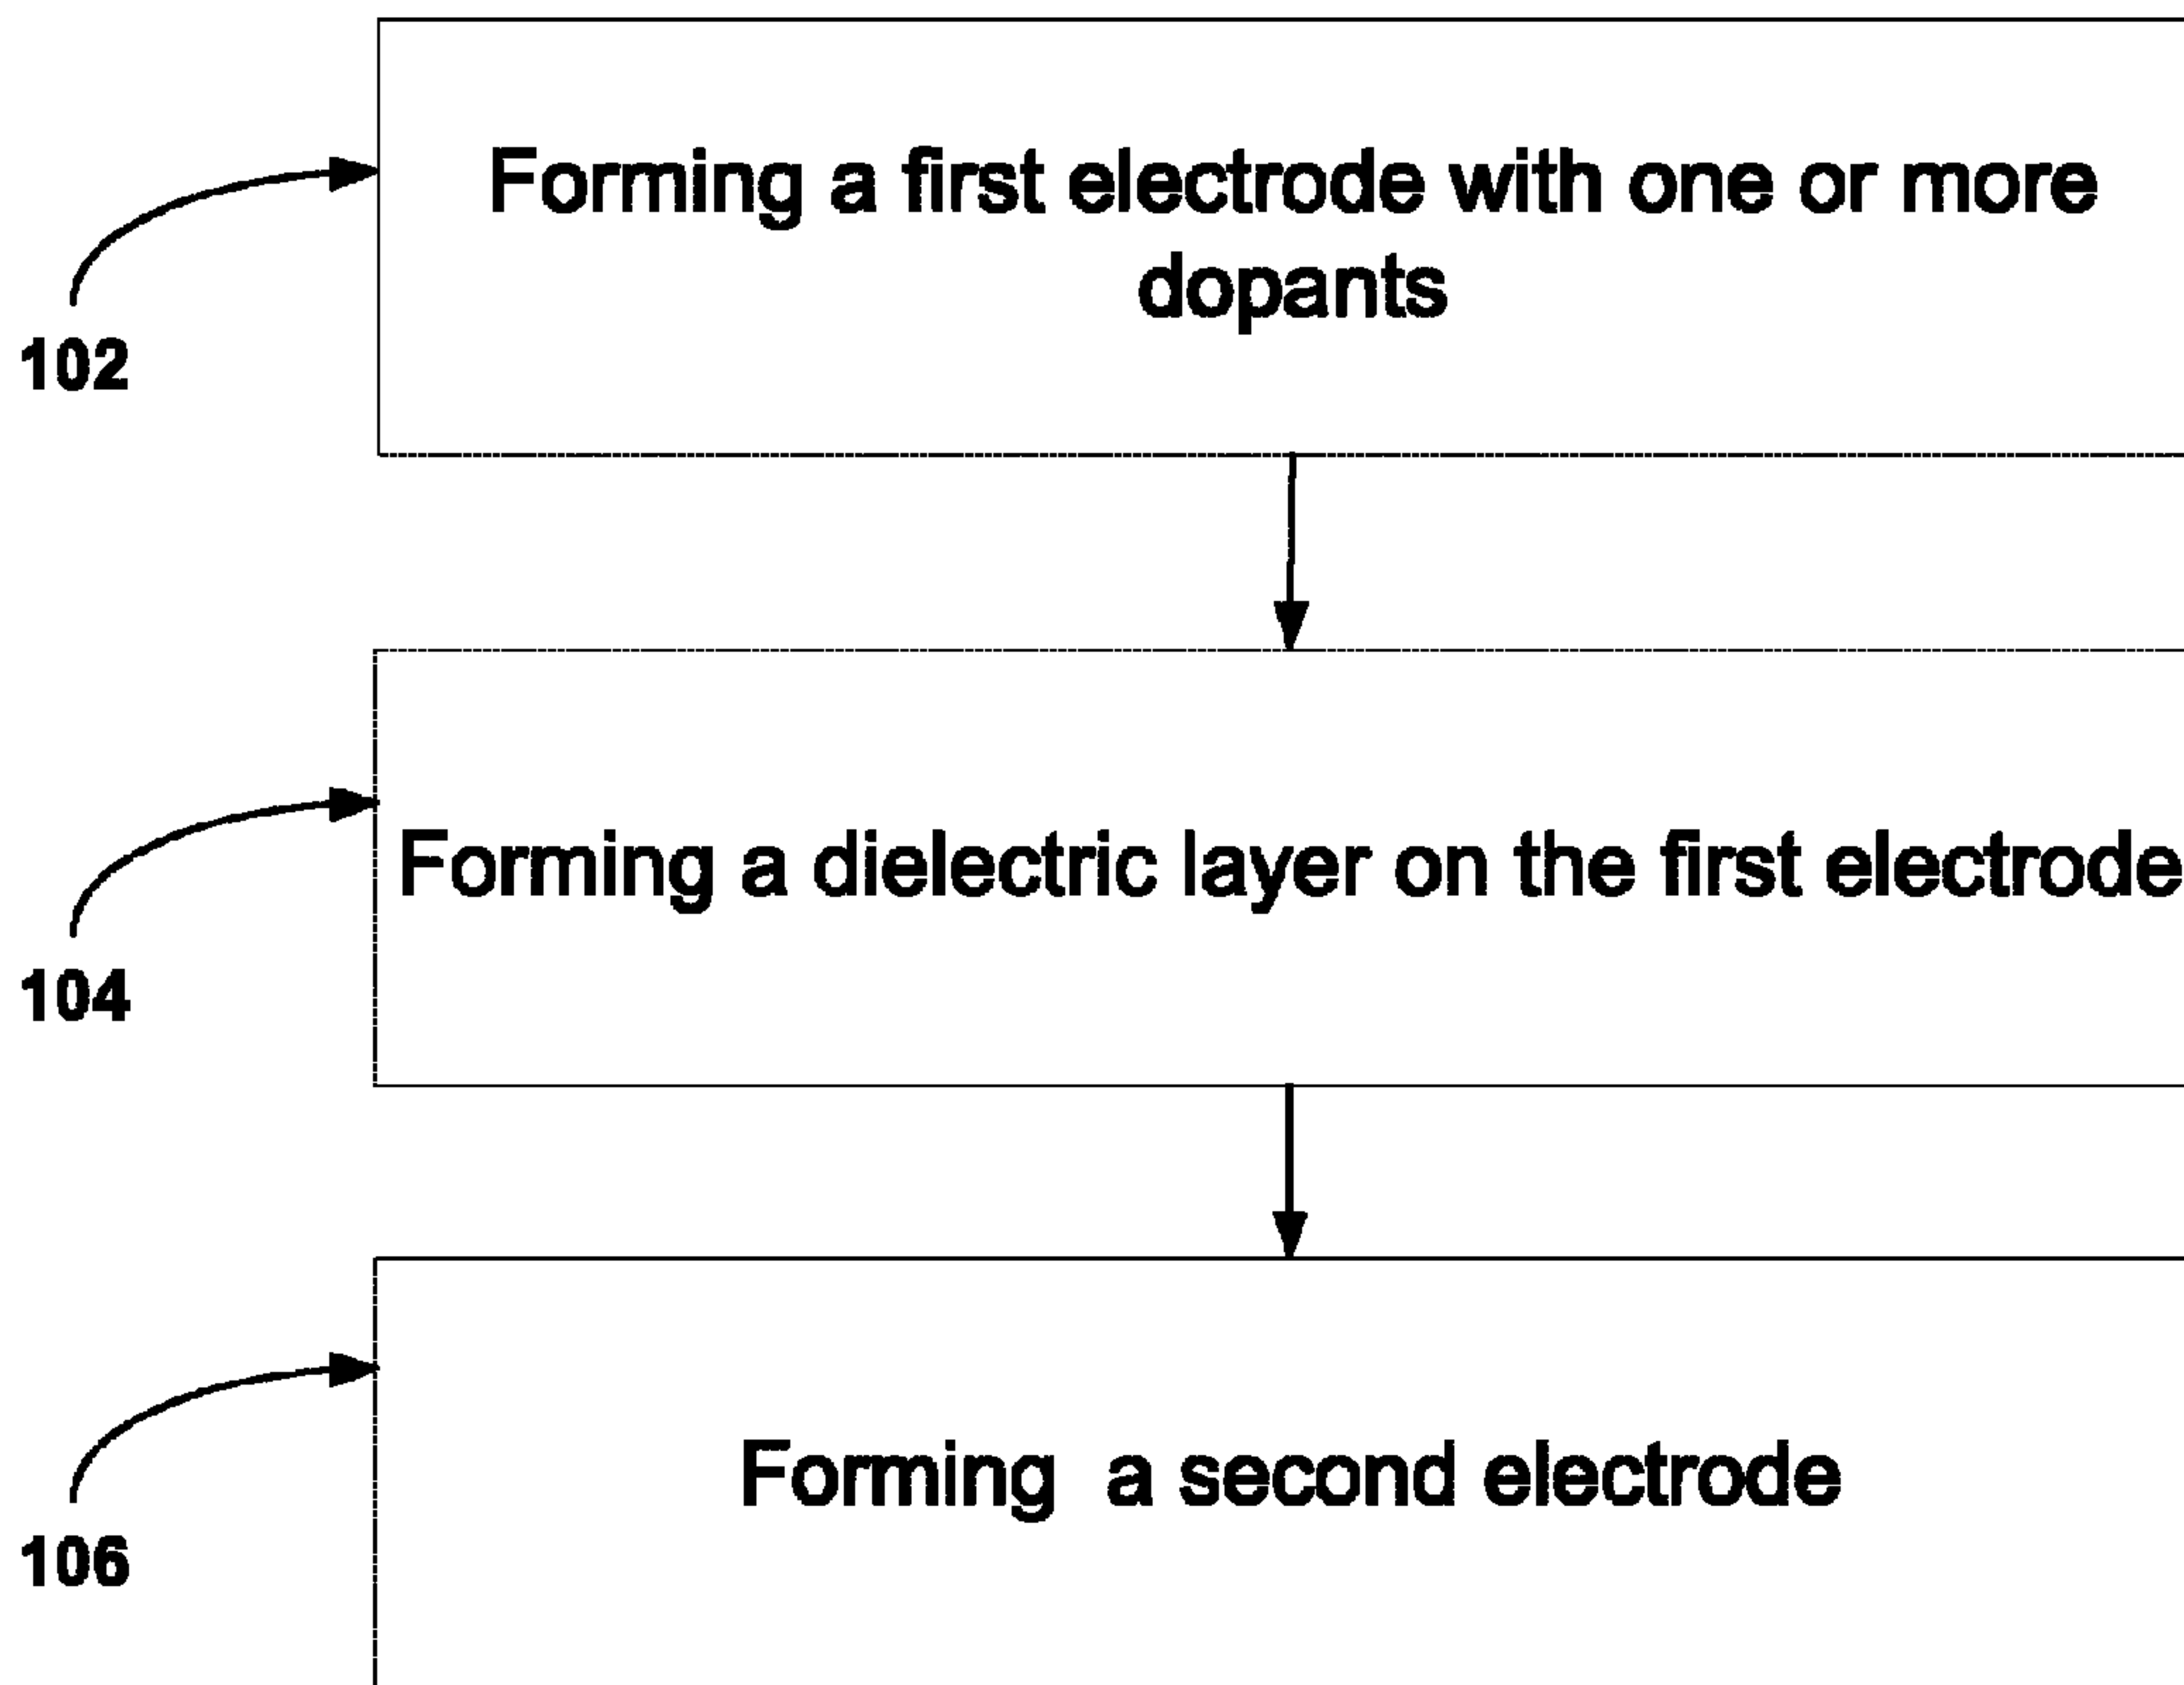 Forming a first electrode with one or more
dopants
102
Forming a dielectric layer on the first electrode
104
Forming a second electrode
106